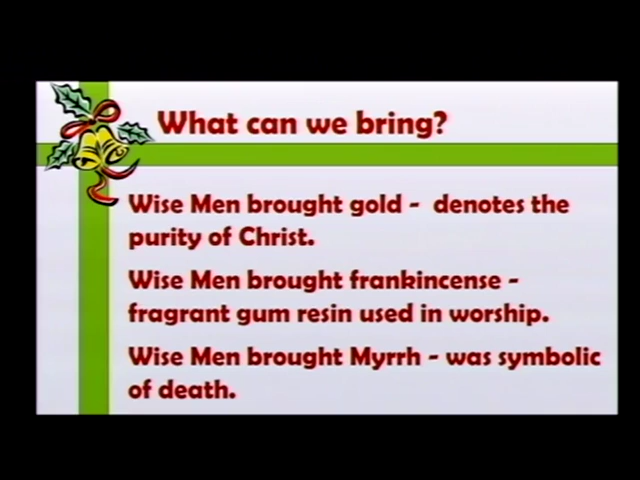 What can we bring?
Wise Men brought gold -  denotes the
purity of Christ.
Wise Men brought frankincense -
fragrant gum resin used in worship.
Wise Men brought Myrrh - was symbolic
of death.